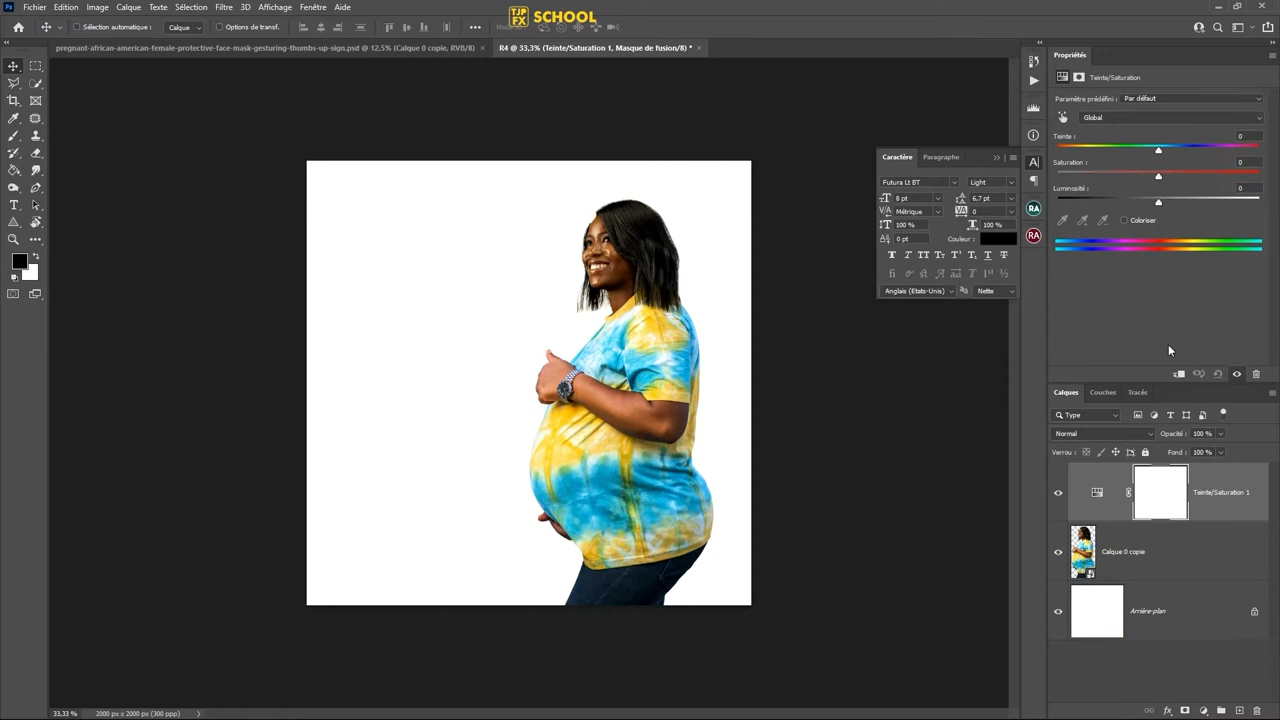 Fichier Edition Image Calque Texte Sélection Filtre 3D Affichage Fenêtre Aide
TJP FX SCHOOL
Sélection automatique : Calque Options de transf.
pregnant-african-american-female-protective-face-mask-gesturing-thumbs-up-sign.psd @ 12,5% (Calque 0 copie, RVB/8) × R4 @ 33,3% (Teinte/Saturation 1, Masque de fusion/8) * ×
Propriétés
Teinte/Saturation
Paramètre prédéfini : Par défaut
Global
Teinte : 0
Saturation : 0
Luminosité : 0
Coloriser
Caractère Paragraphe
Futura Lt BT Light
8 pt 6,7 pt
Métrique 0
100 % 100 %
0 pt Couleur :
Anglais (Etats-Unis) Nette
RA
RA
Calques Couches Tracés
Type
Normal Opacité : 100 %
Verrou : Fond : 100 %
Teinte/Saturation 1
Calque 0 copie
Arrière-plan
33,33 % 2000 px x 2000 px (300 ppp)